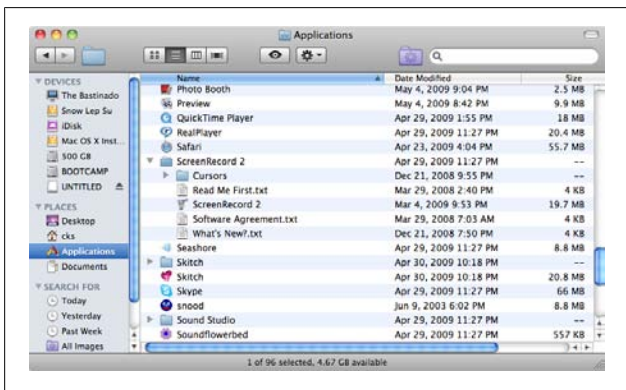 Applications
DEVICES
The Bastinado
Snow Lep Su
iDisk
Mac OS X Inst...
500 GB
BOOTCAMP
UNTITLED
PLACES
Desktop
cks
Applications
Documents
SEARCH FOR
Today
Yesterday
Past Week
All Images
Name Date Modified Size
Photo Booth May 4, 2009 9:04 PM 2.5 MB
Preview May 4, 2009 8:42 PM 9.9 MB
QuickTime Player Apr 29, 2009 1:55 PM 18 MB
RealPlayer Apr 29, 2009 11:27 PM 20.4 MB
Safari Apr 23, 2009 4:04 PM 55.7 MB
ScreenRecord 2 Apr 29, 2009 11:27 PM --
Cursors Dec 21, 2008 9:55 PM --
Read Me First.txt Mar 29, 2008 2:40 PM 4 KB
ScreenRecord 2 Mar 4, 2009 9:53 PM 19.7 MB
Software Agreement.txt Mar 29, 2008 7:03 AM 4 KB
What's New?.txt Dec 21, 2008 7:50 PM 4 KB
Seashore Apr 29, 2009 11:27 PM 8.8 MB
Skitch Apr 30, 2009 10:18 PM --
Skitch Apr 30, 2009 10:18 PM 20.8 MB
Skype Apr 29, 2009 11:27 PM 66 MB
snood Jun 9, 2003 6:02 PM 8.8 MB
Sound Studio Apr 29, 2009 11:27 PM --
Soundflowerbed Apr 29, 2009 11:27 PM 557 KB
1 of 96 selected, 4.67 GB available